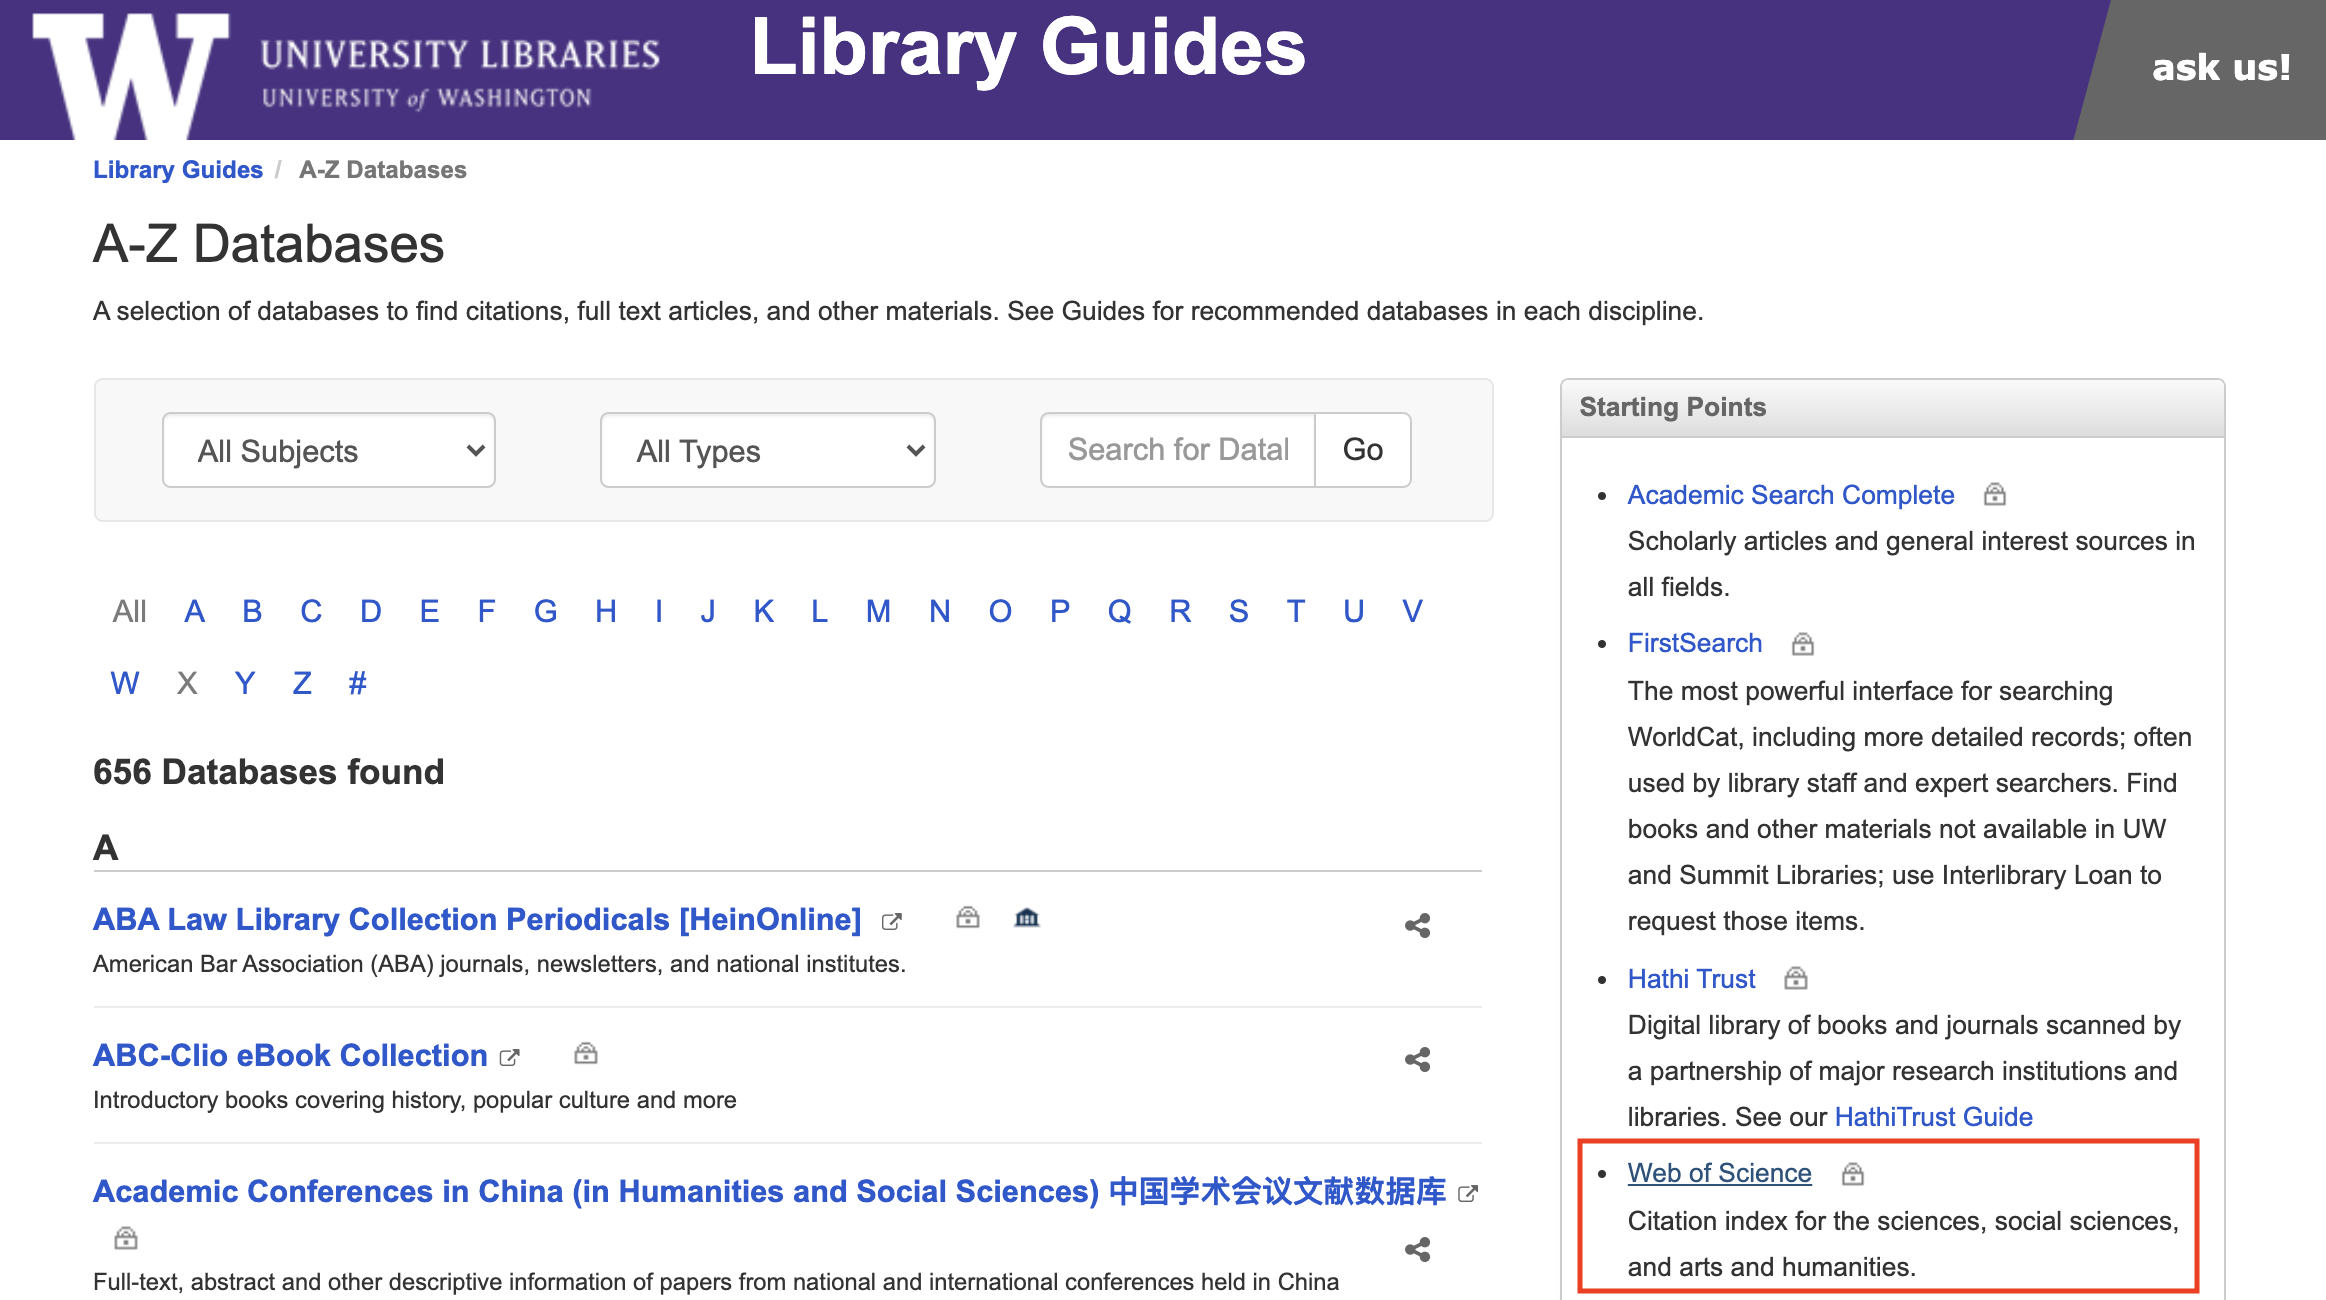 W
UNIVERSITY LIBRARIES
UNIVERSITY of WASHINGTON
Library Guides
ask us!
Library Guides / A-Z Databases
A-Z Databases
A selection of databases to find citations, full text articles, and other materials. See Guides for recommended databases in each discipline.
All Subjects
All Types
Search for Datal
Go
All A B C D E F G H I J K L M N O P Q R S T U V
W X Y Z #
656 Databases found
A
ABA Law Library Collection Periodicals [HeinOnline]
American Bar Association (ABA) journals, newsletters, and national institutes.
ABC-Clio eBook Collection
Introductory books covering history, popular culture and more
Academic Conferences in China (in Humanities and Social Sciences) 中国学术会议文献数据库
Full-text, abstract and other descriptive information of papers from national and international conferences held in China
Starting Points
• Academic Search Complete
Scholarly articles and general interest sources in
all fields.
• FirstSearch
The most powerful interface for searching
WorldCat, including more detailed records; often
used by library staff and expert searchers. Find
books and other materials not available in UW
and Summit Libraries; use Interlibrary Loan to
request those items.
• Hathi Trust
Digital library of books and journals scanned by
a partnership of major research institutions and
libraries. See our HathiTrust Guide
• Web of Science
Citation index for the sciences, social sciences,
and arts and humanities.